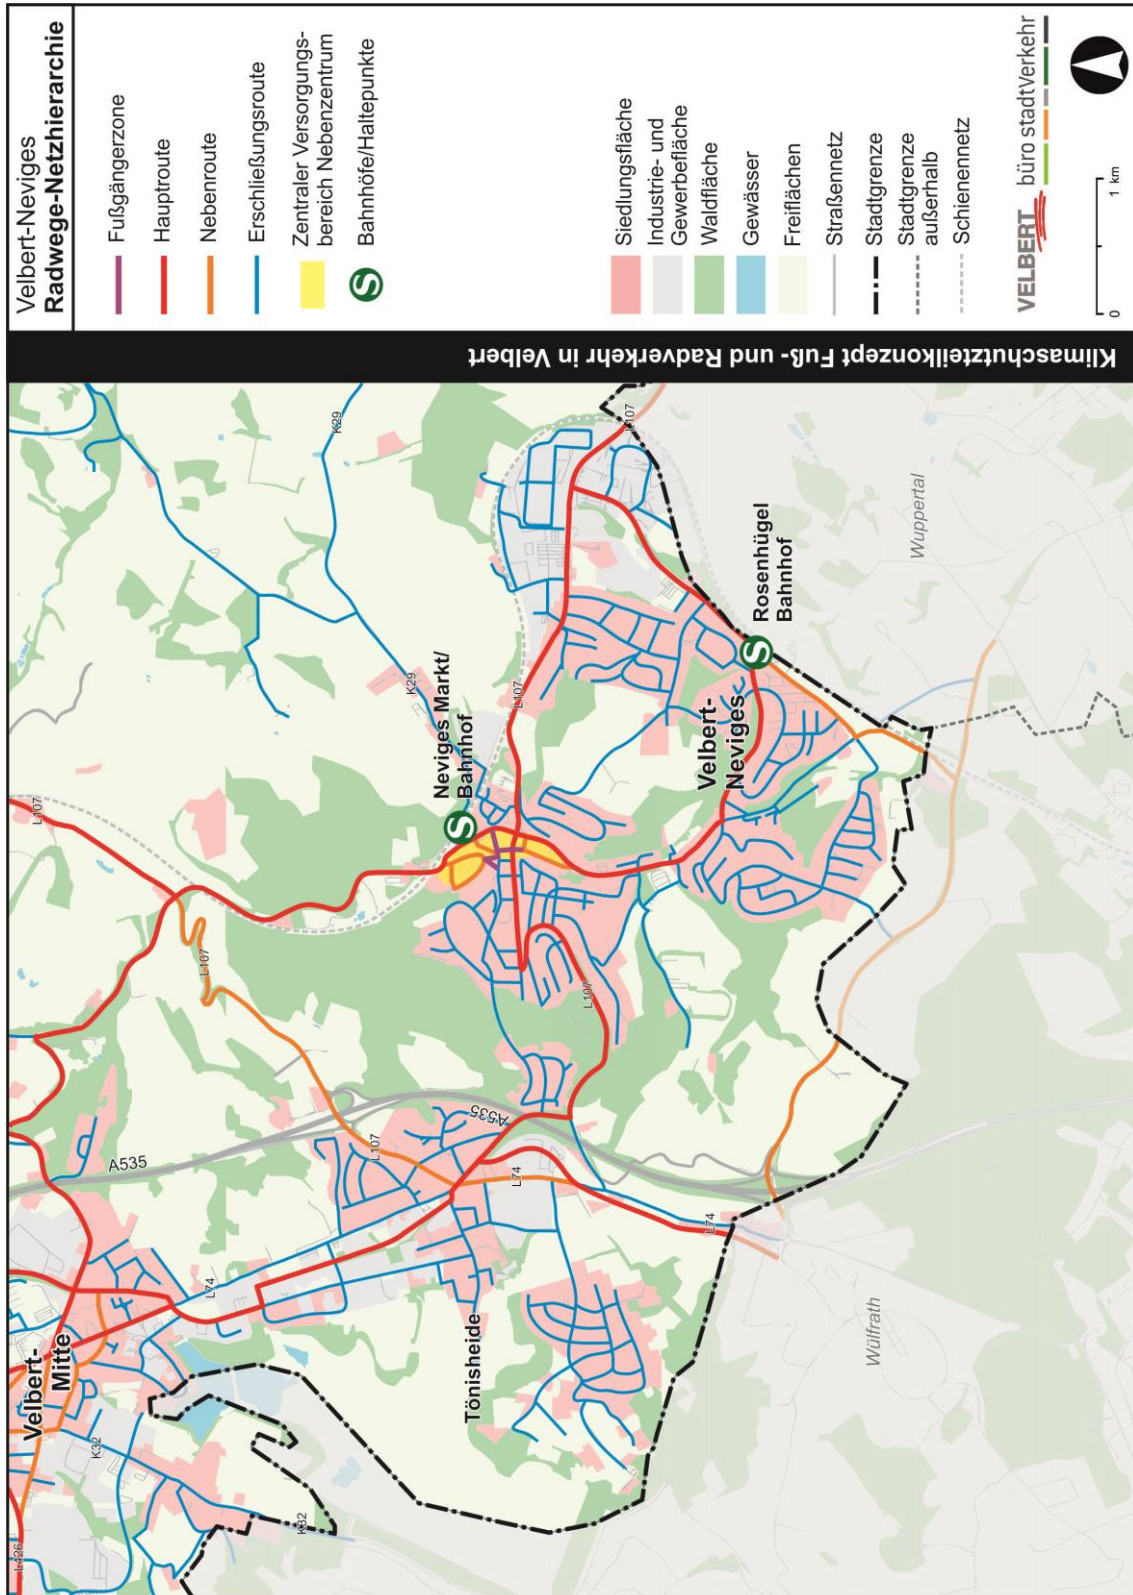 Velbert-Neviges
Radwege-Netzhierarchie
Fußgängerzone
Hauptroute
Nebenroute
Erschließungsroute
Zentraler Versorgungs-
bereich Nebenzentrum
S
Bahnhöfe/Haltepunkte
Siedlungsfläche
Industrie- und
Gewerbefläche
Waldfläche
Gewässer
Freiflächen
Straßennetz
Stadtgrenze
Stadtgrenze
außerhalb
Schienennetz
VELBERT
büro stadtVerkehr
0
1 km
Klimaschutzteilkonzept Fuß- und Radverkehr in Velbert
L426
K32
Velbert-
Mitte
K32
L74
A535
L107
L107
K29
L107
L107
A535
K29
Neviges Markt/
Bahnhof
S
Tönisheide
L74
L107
L107
L107
Velbert-
Neviges
L74
S
Rosenhügel
Bahnhof
Wülfrath
Wuppertal